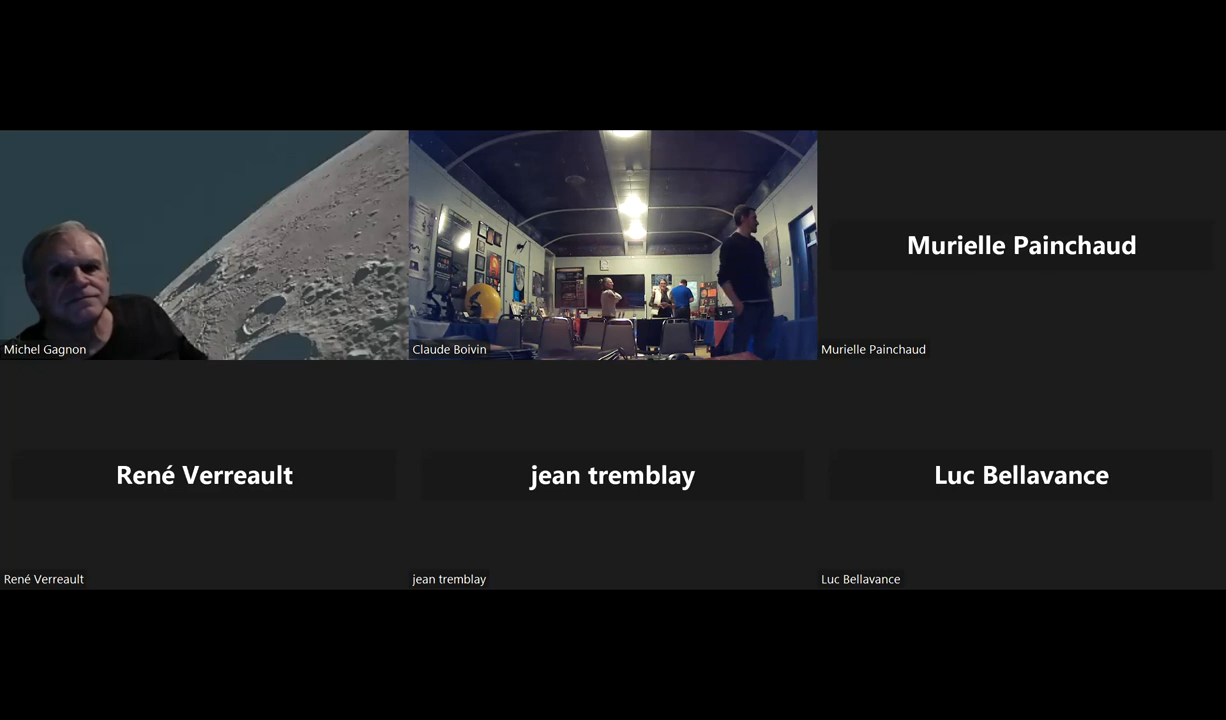 Michel Gagnon
Claude Boivin
Murielle Painchaud
Murielle Painchaud
René Verreault
René Verreault
jean tremblay
jean tremblay
Luc Bellavance
Luc Bellavance